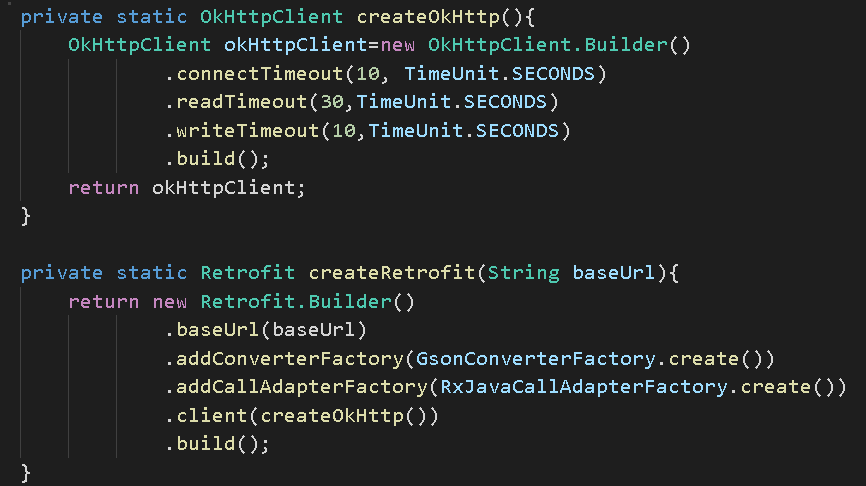 private static OkHttpClient createOkHttp(){
    OkHttpClient okHttpClient=new OkHttpClient.Builder()
            .connectTimeout(10, TimeUnit.SECONDS)
            .readTimeout(30,TimeUnit.SECONDS)
            .writeTimeout(10,TimeUnit.SECONDS)
            .build();
    return okHttpClient;
}

private static Retrofit createRetrofit(String baseUrl){
    return new Retrofit.Builder()
            .baseUrl(baseUrl)
            .addConverterFactory(GsonConverterFactory.create())
            .addCallAdapterFactory(RxJavaCallAdapterFactory.create())
            .client(createOkHttp())
            .build();
}